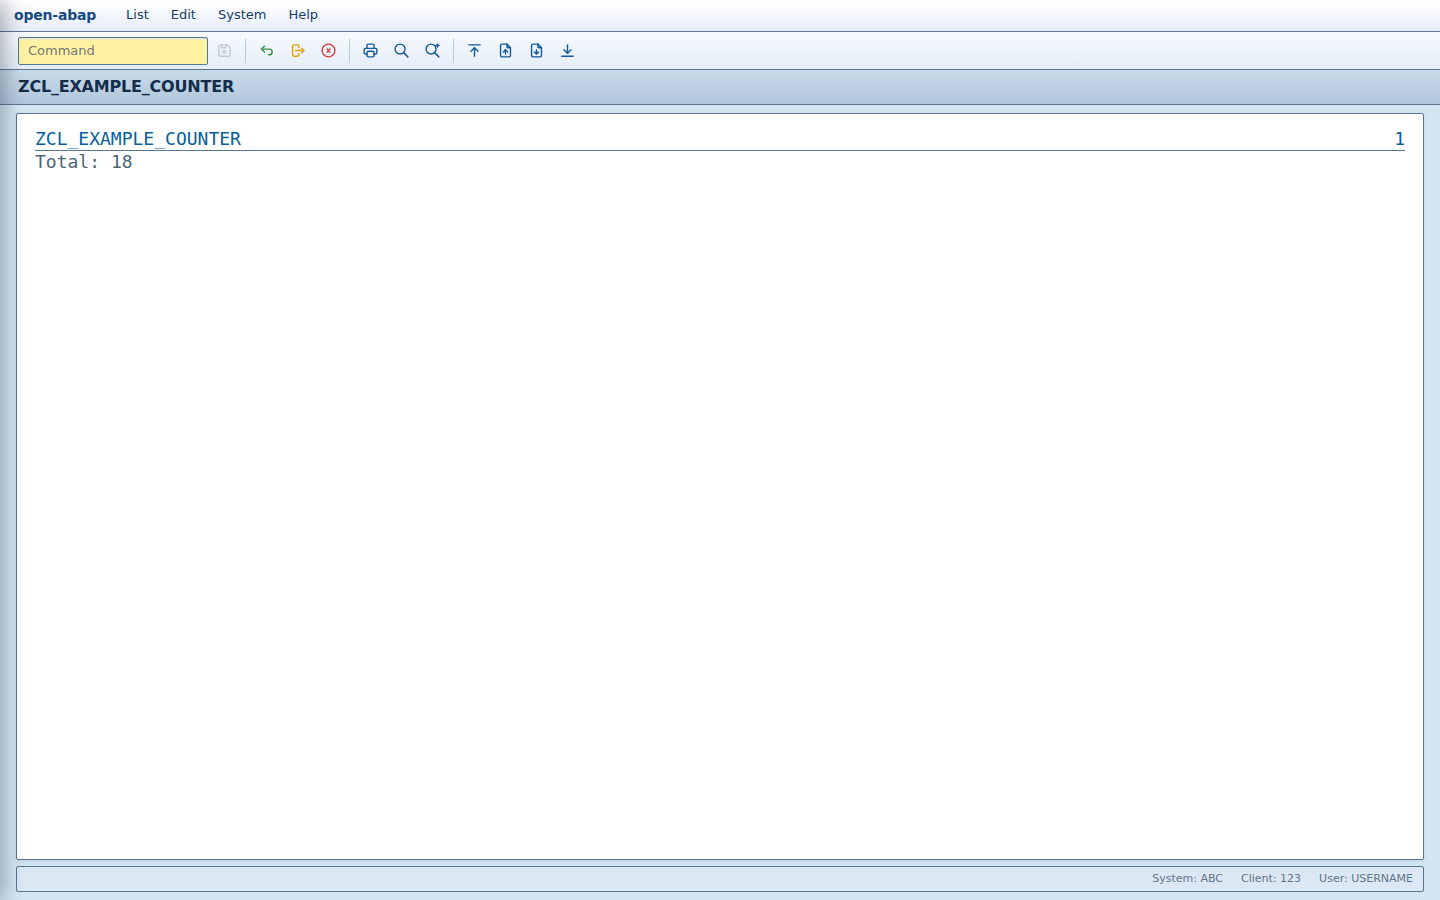 open-abap List Edit System Help
Command
ZCL_EXAMPLE_COUNTER
ZCL_EXAMPLE_COUNTER 1
Total: 18
System: ABC Client: 123 User: USERNAME